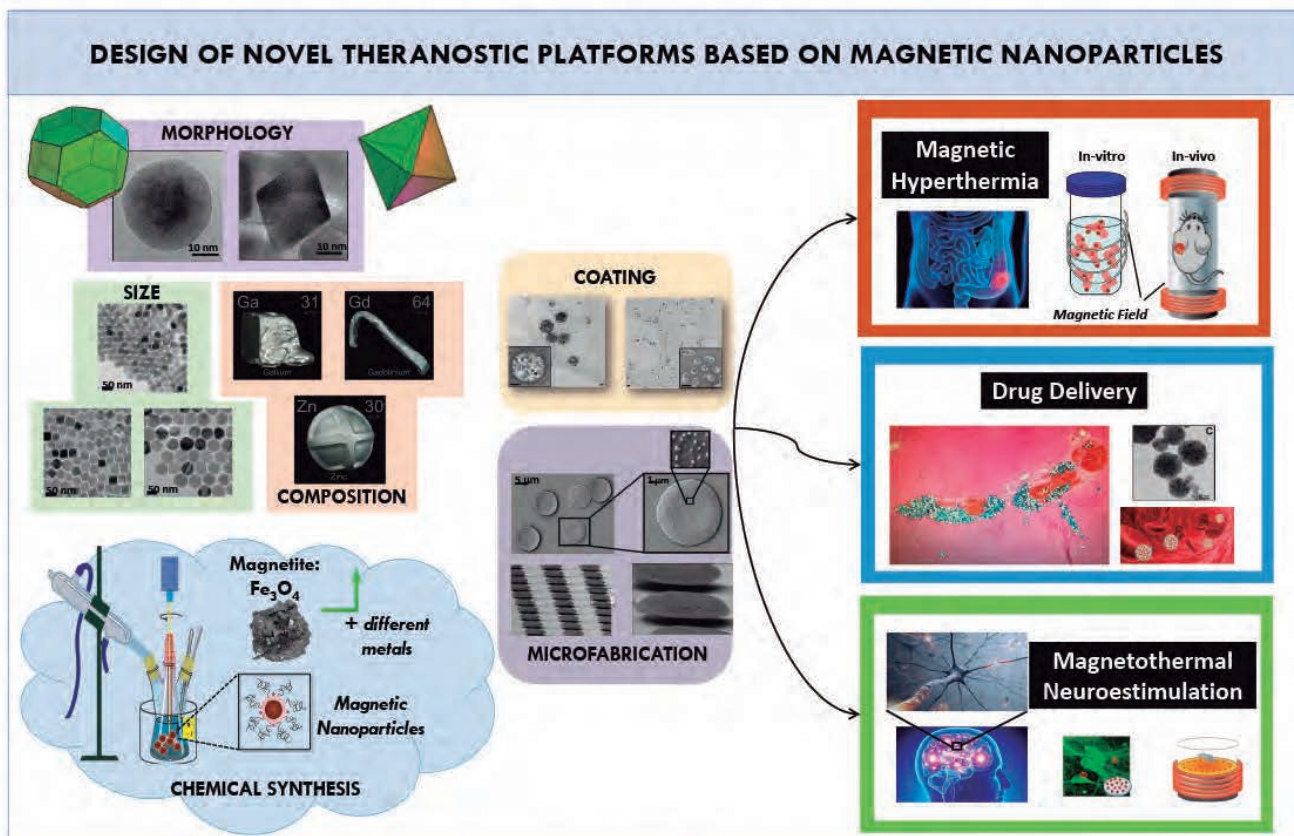 DESIGN OF NOVEL THERANOSTIC PLATFORMS BASED ON MAGNETIC NANOPARTICLES
MORPHOLOGY
10 nm
10 nm
SIZE
50 nm
50 nm
50 nm
Ga 31
Gd 64
Gadolinium
Zn 30
Zinc
COMPOSITION
Magnetite:
Fe₃O₄
+ different
metals
Magnetic
Nanoparticles
CHEMICAL SYNTHESIS
COATING
5 µm
1 µm
MICROFABRICATION
Magnetic
Hyperthermia
In-vitro
In-vivo
Magnetic Field
Drug Delivery
C
Magnetothermal
Neuroestimulation